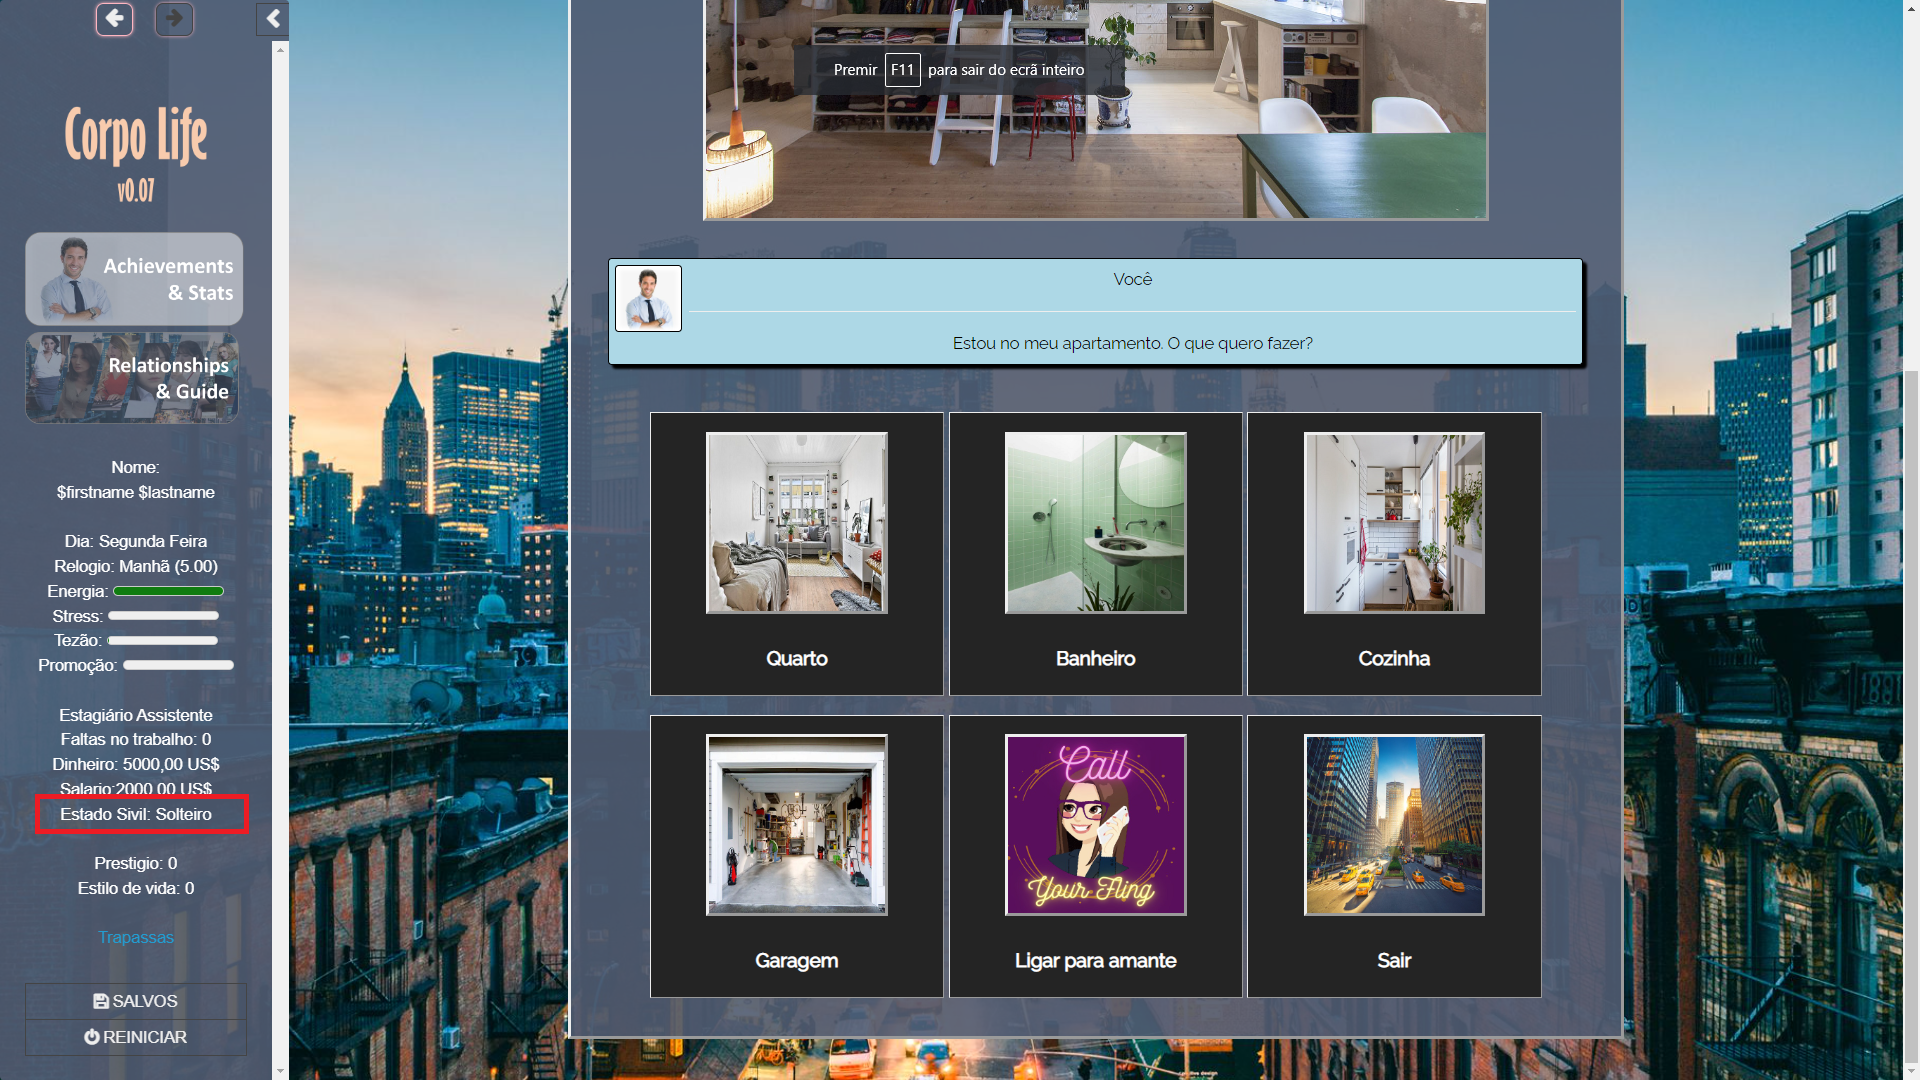 Corpo Life
v0.07
Achievements
& Stats
Relationships
& Guide
Nome:
$firstname $lastname
Dia: Segunda Feira
Relogio: Manhã (5.00)
Energia:
Stress:
Tezão:
Promoção:
Estagiário Assistente
Faltas no trabalho: 0
Dinheiro: 5000,00 US$
Salario:2000,00 US$
Estado Sivil: Solteiro
Prestigio: 0
Estilo de vida: 0
Trapassas
SALVOS
REINICIAR
Premir F11 para sair do ecrã inteiro
Você
Estou no meu apartamento. O que quero fazer?
Quarto
Banheiro
Cozinha
Call
Your Fling
Garagem
Ligar para amante
Sair